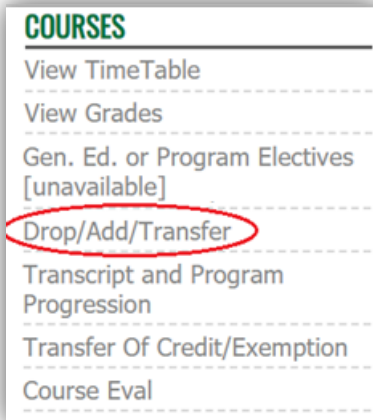 COURSES
View TimeTable
View Grades
Gen. Ed. or Program Electives
[unavailable]
Drop/Add/Transfer
Transcript and Program
Progression
Transfer Of Credit/Exemption
Course Eval